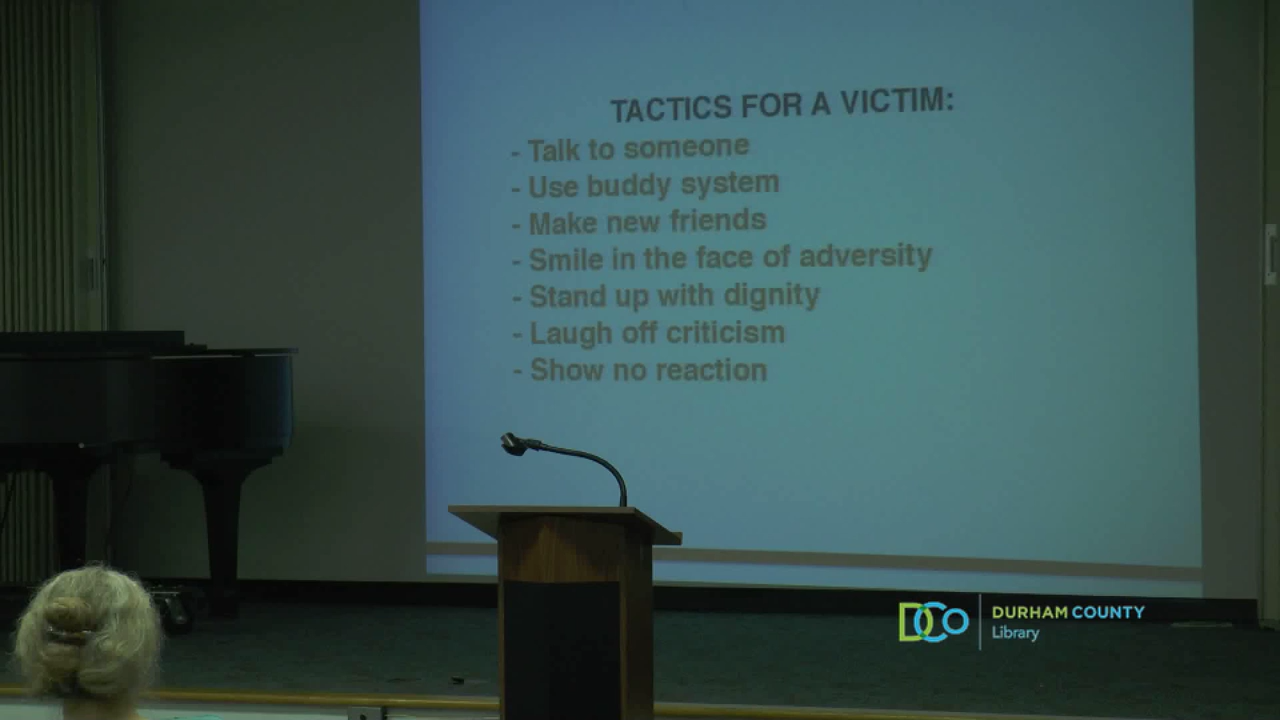 TACTICS FOR A VICTIM:
- Talk to someone
- Use buddy system
- Make new friends
- Smile in the face of adversity
- Stand up with dignity
- Laugh off criticism
- Show no reaction
DCo
DURHAM COUNTY
Library